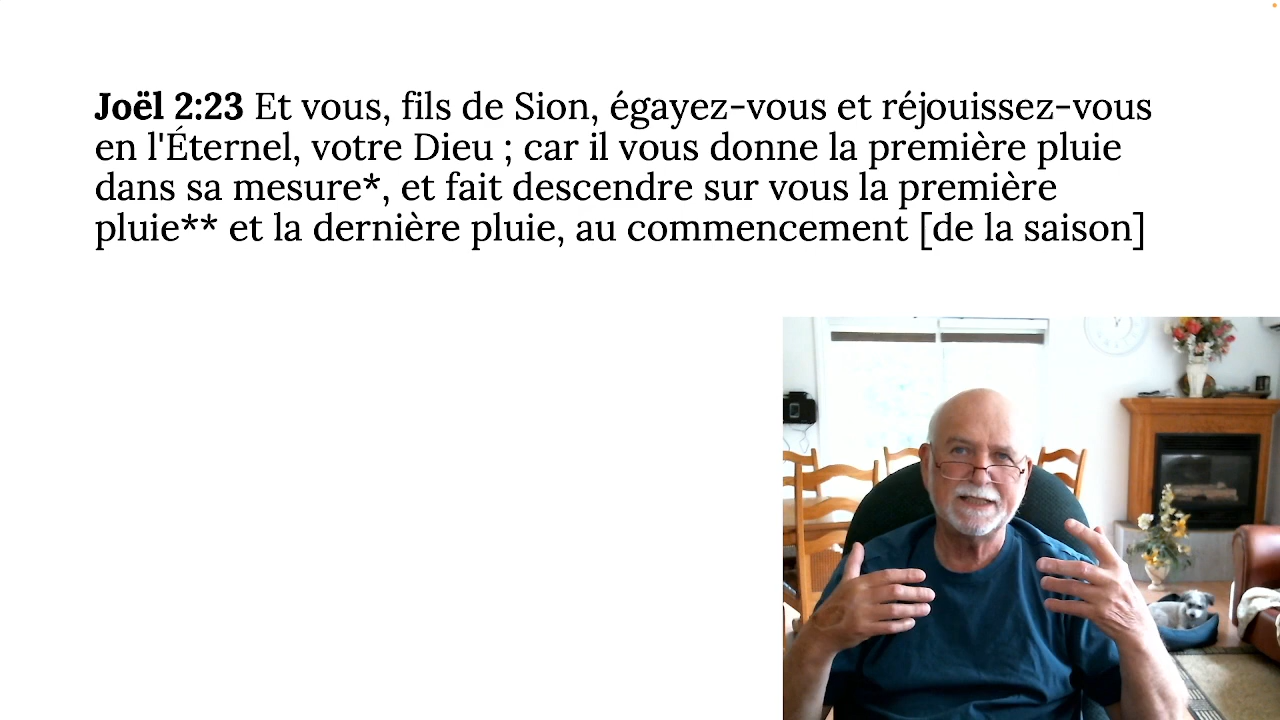 Joël 2:23 Et vous, fils de Sion, égayez-vous et réjouissez-vous
en l'Éternel, votre Dieu ; car il vous donne la première pluie
dans sa mesure*, et fait descendre sur vous la première
pluie** et la dernière pluie, au commencement [de la saison]